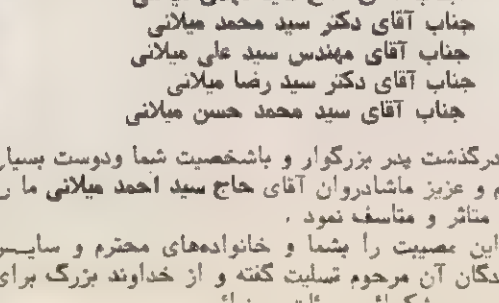 جناب آقای دکتر سید محمد میلانی
جناب آقای مهندس سید علی میلانی
جناب آقای دکتر سید رضا میلانی
جناب آقای سید محمد حسن میلانی
درگذشت پدر بزرگوار و باشخصیت شما ودوست بسیار
و عزیز ماشادروان آقای حاج سید احمد میلانی ما ر
متاثر و متاسف نمود .
این مصیبت را بشما و خانواده‌های محترم و سایـر
دگان آن مرحوم تسلیت گفته و از خداوند بزرگ برای